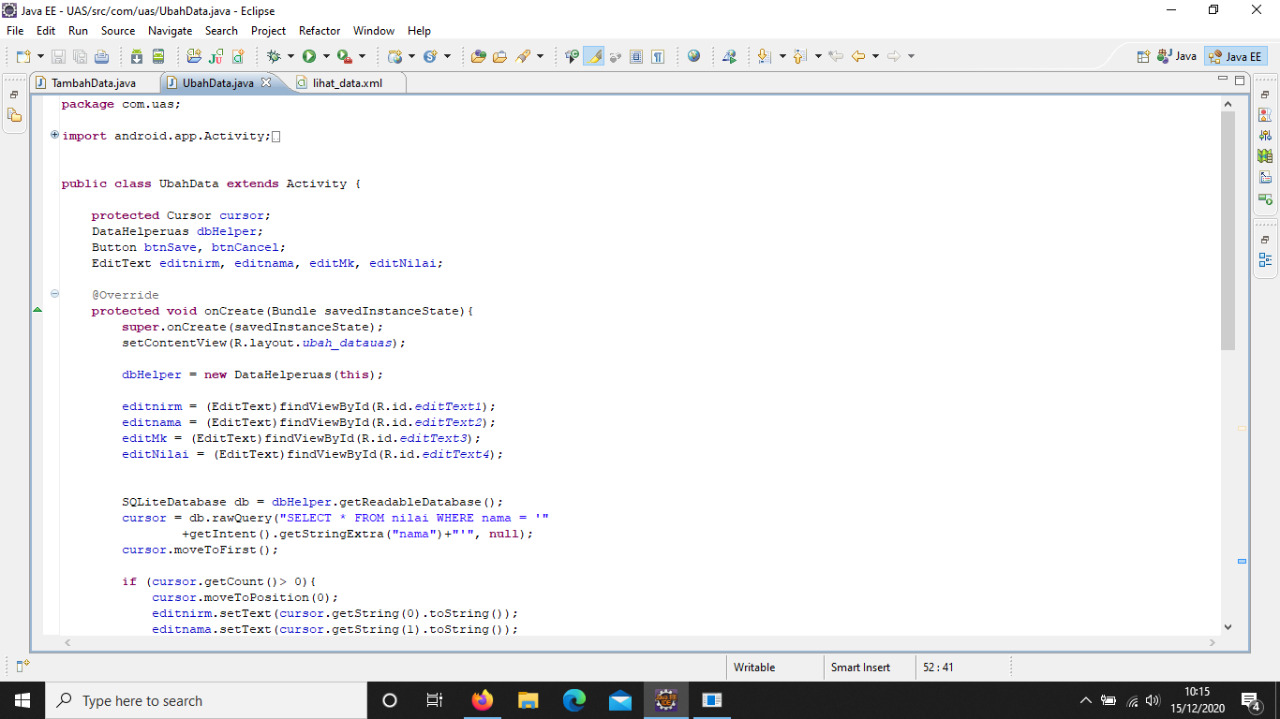 Java EE - UAS/src/com/uas/UbahData.java - Eclipse
File Edit Run Source Navigate Search Project Refactor Window Help
Java Java EE
TambahData.java UbahData.java lihat_data.xml
package com.uas;
import android.app.Activity;
public class UbahData extends Activity {
protected Cursor cursor;
DataHelperuas dbHelper;
Button btnSave, btnCancel;
EditText editnirm, editnama, editMk, editNilai;
@Override
protected void onCreate(Bundle savedInstanceState){
super.onCreate(savedInstanceState);
setContentView(R.layout.ubah_datauas);
dbHelper = new DataHelperuas(this);
editnirm = (EditText)findViewById(R.id.editText1);
editnama = (EditText)findViewById(R.id.editText2);
editMk = (EditText)findViewById(R.id.editText3);
editNilai = (EditText)findViewById(R.id.editText4);
SQLiteDatabase db = dbHelper.getReadableDatabase();
cursor = db.rawQuery("SELECT * FROM nilai WHERE nama = '"
+getIntent().getStringExtra("nama")+"'", null);
cursor.moveToFirst();
if (cursor.getCount()> 0){
cursor.moveToPosition(0);
editnirm.setText(cursor.getString(0).toString());
editnama.setText(cursor.getString(1).toString());
Writable Smart Insert 52 : 41
Type here to search
10:15
15/12/2020
4